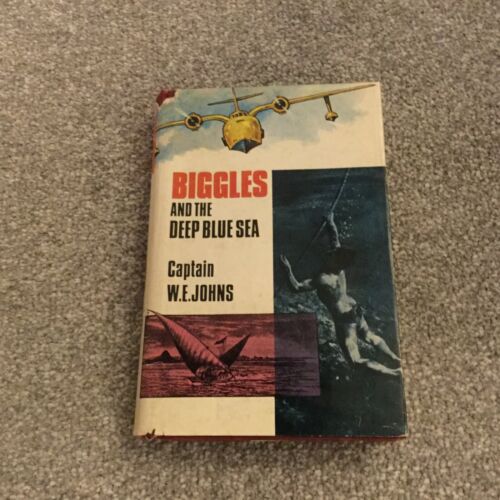 BIGGLES
AND THE
DEEP BLUE SEA
Captain
W.E.JOHNS